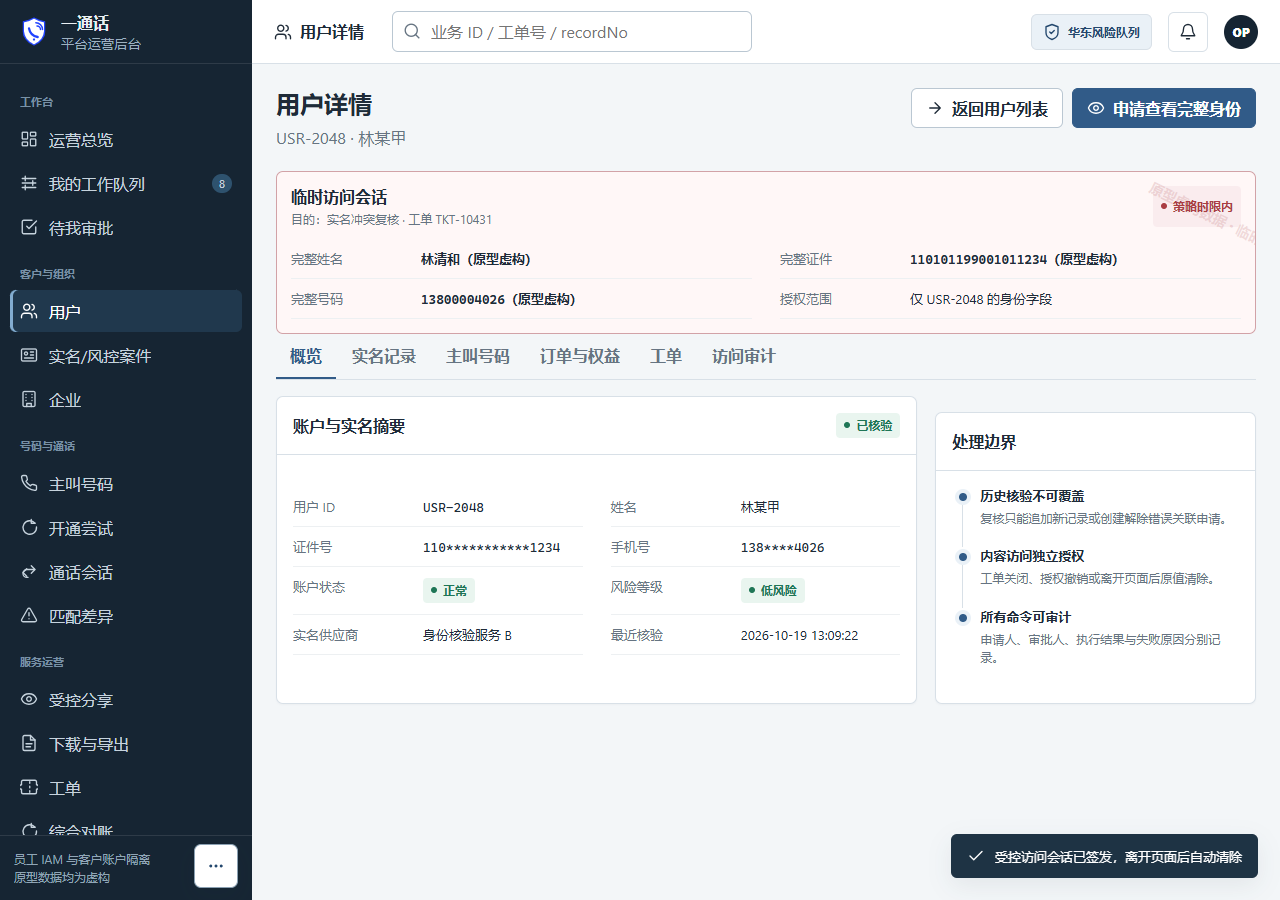 一通话
平台运营后台
用户详情
业务 ID / 工单号 / recordNo
华东风险队列
OP
工作台
运营总览
我的工作队列
8
待我审批
客户与组织
用户
实名/风控案件
企业
号码与通话
主叫号码
开通尝试
通话会话
匹配差异
服务运营
受控分享
下载与导出
工单
综合对账
员工 IAM 与客户账户隔离
原型数据均为虚构
用户详情
USR-2048 · 林某甲
返回用户列表
申请查看完整身份
临时访问会话
目的：实名冲突复核 · 工单 TKT-10431
策略时限内
完整姓名
林清和（原型虚构）
完整证件
110101199001011234（原型虚构）
完整号码
13800004026（原型虚构）
授权范围
仅 USR-2048 的身份字段
概览
实名记录
主叫号码
订单与权益
工单
访问审计
账户与实名摘要
已核验
用户 ID
USR-2048
姓名
林某甲
证件号
110***********1234
手机号
138****4026
账户状态
正常
风险等级
低风险
实名供应商
身份核验服务 B
最近核验
2026-10-19 13:09:22
处理边界
历史核验不可覆盖
复核只能追加新记录或创建解除错误关联申请。
内容访问独立授权
工单关闭、授权撤销或离开页面后原值清除。
所有命令可审计
申请人、审批人、执行结果与失败原因分别记
录。
受控访问会话已签发，离开页面后自动清除